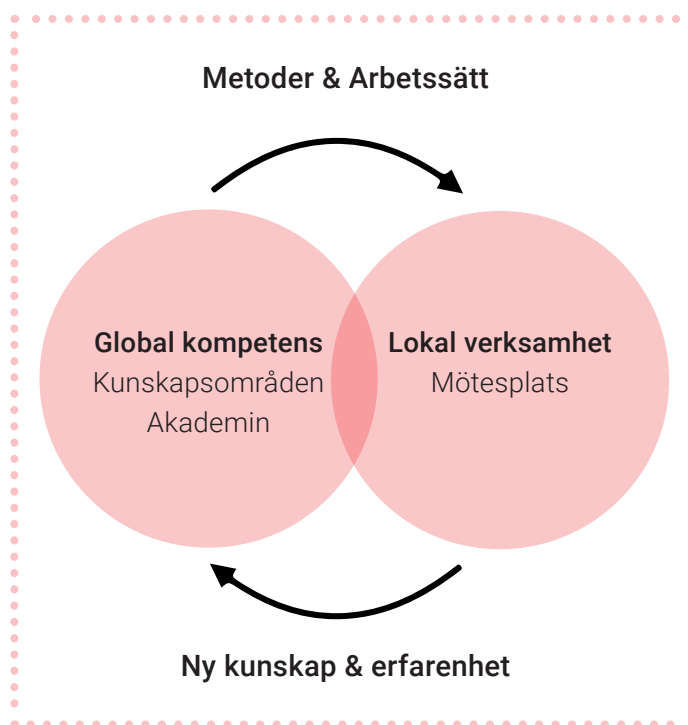 Metoder & Arbetssätt
Global kompetens
Kunskapsområden
Akademin
Lokal verksamhet
Mötesplats
Ny kunskap & erfarenhet